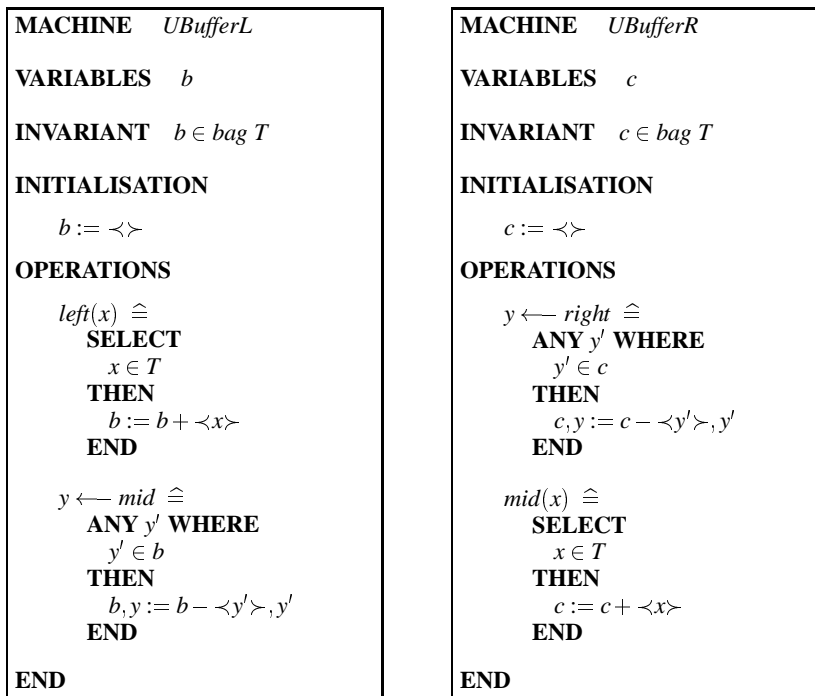 MACHINE UBufferL
VARIABLES b
INVARIANT b ∈ bag T
INITIALISATION
b := ≺≻
OPERATIONS
left(x) ≙
SELECT
x ∈ T
THEN
b := b + ≺x≻
END
y ⟵ mid ≙
ANY y′ WHERE
y′ ∈ b
THEN
b, y := b − ≺y′≻, y′
END
END
MACHINE UBufferR
VARIABLES c
INVARIANT c ∈ bag T
INITIALISATION
c := ≺≻
OPERATIONS
y ⟵ right ≙
ANY y′ WHERE
y′ ∈ c
THEN
c, y := c − ≺y′≻, y′
END
mid(x) ≙
SELECT
x ∈ T
THEN
c := c + ≺x≻
END
END